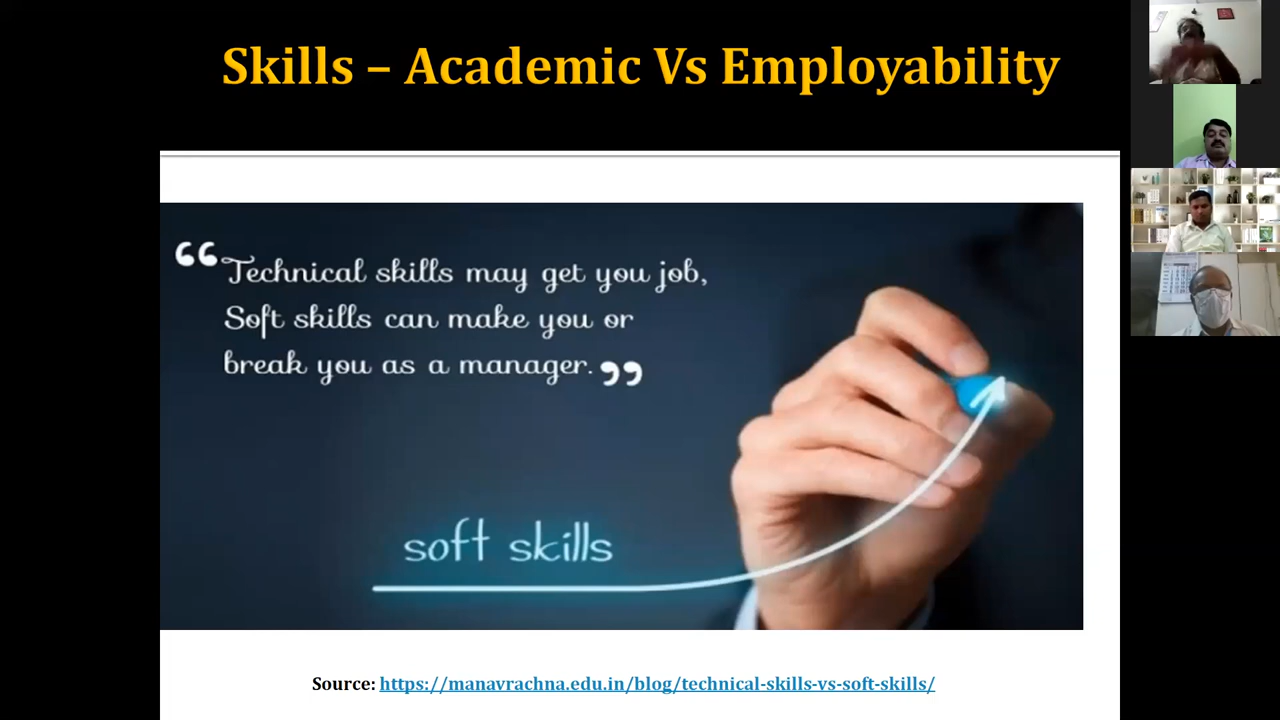 Skills – Academic Vs Employability
“Technical skills may get you job,
Soft skills can make you or
break you as a manager.”
soft skills
Source: https://manavrachna.edu.in/blog/technical-skills-vs-soft-skills/